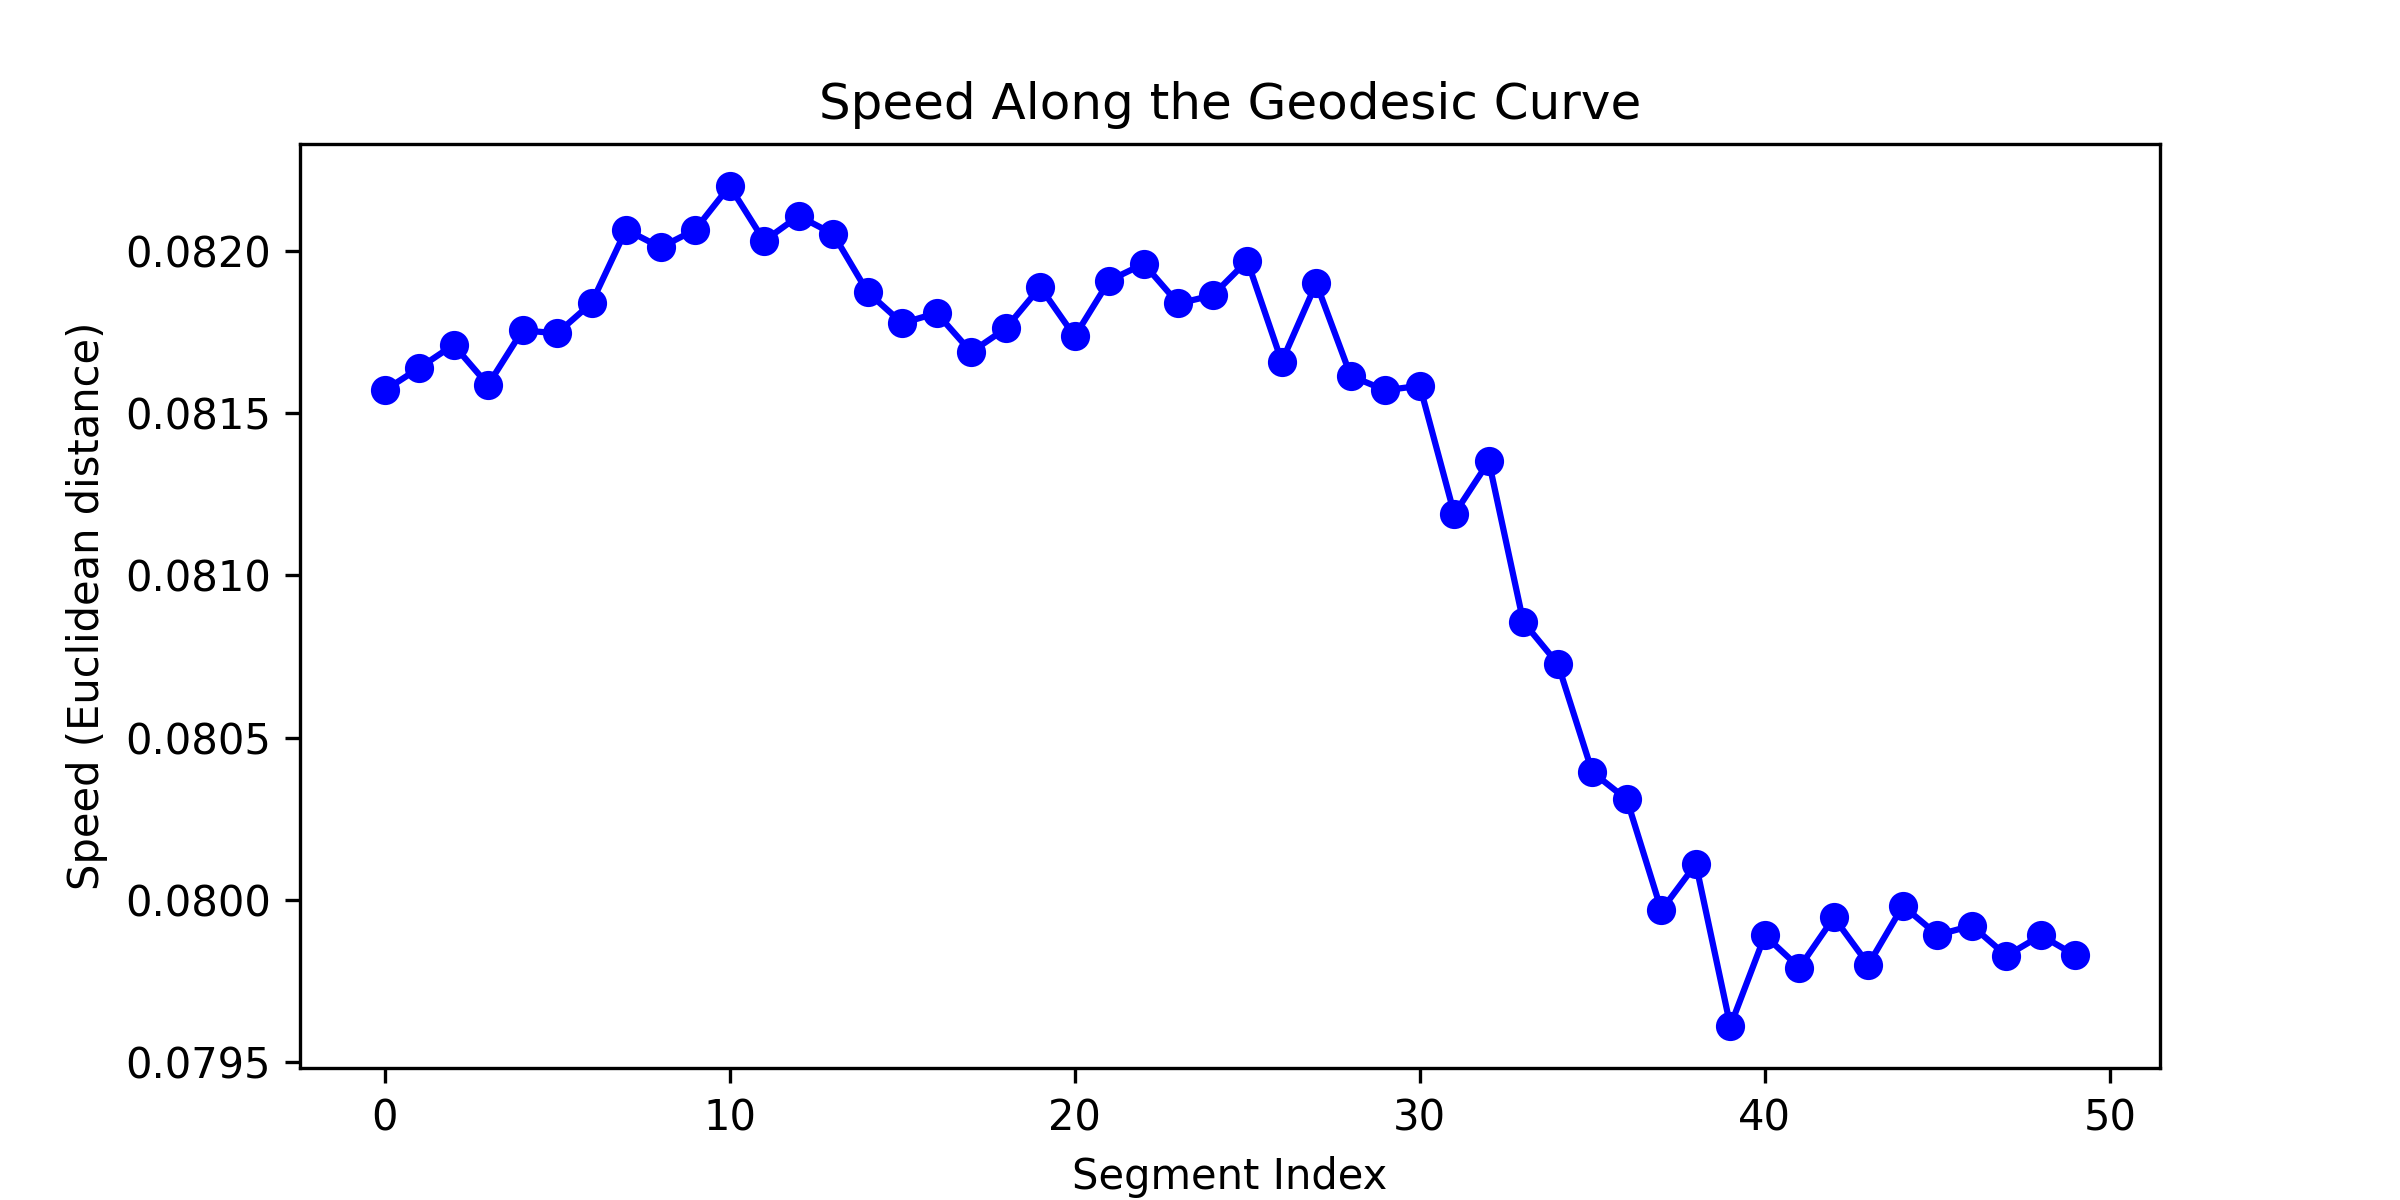 Speed Along the Geodesic Curve
Speed (Euclidean distance)
0.0820
0.0815
0.0810
0.0805
0.0800
0.0795
0 10 20 30 40 50
Segment Index